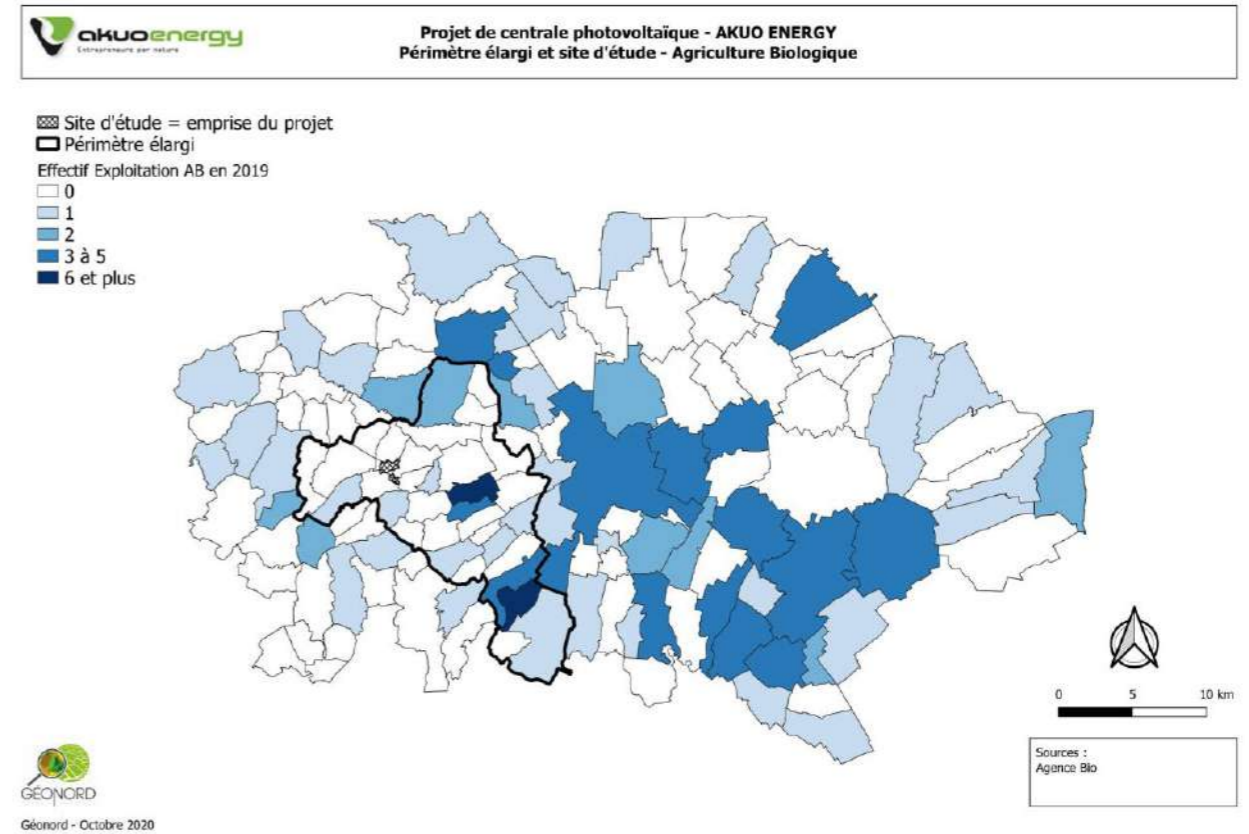 akuoenergy
Entrepreneurs par nature
Projet de centrale photovoltaïque - AKUO ENERGY
Périmètre élargi et site d'étude - Agriculture Biologique
Site d'étude = emprise du projet
Périmètre élargi
Effectif Exploitation AB en 2019
0
1
2
3 à 5
6 et plus
0 5 10 km
Sources :
Agence Bio
GÉONORD
Géonord - Octobre 2020